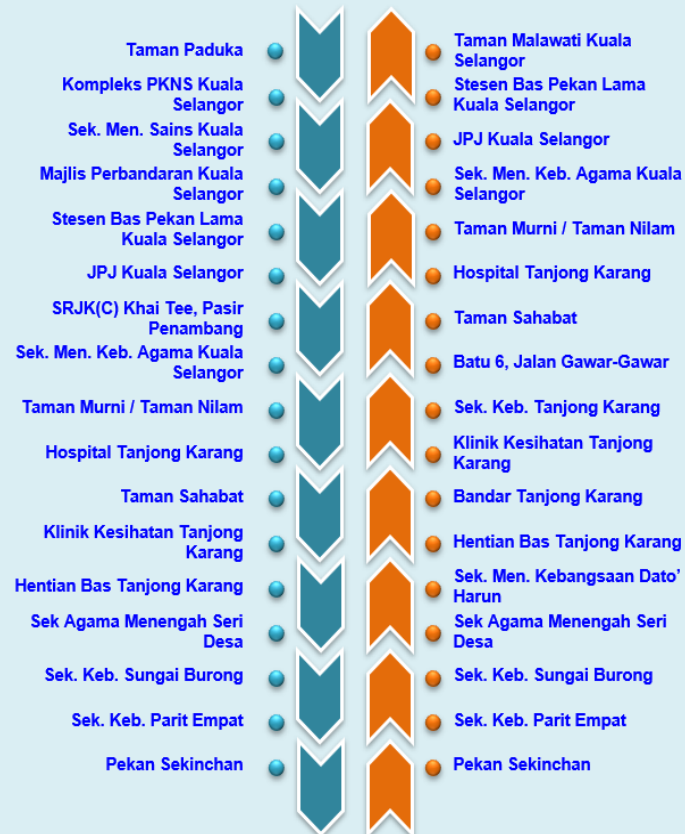 Taman Paduka
Kompleks PKNS Kuala
Selangor
Sek. Men. Sains Kuala
Selangor
Majlis Perbandaran Kuala
Selangor
Stesen Bas Pekan Lama
Kuala Selangor
JPJ Kuala Selangor
SRJK(C) Khai Tee, Pasir
Penambang
Sek. Men. Keb. Agama Kuala
Selangor
Taman Murni / Taman Nilam
Hospital Tanjong Karang
Taman Sahabat
Klinik Kesihatan Tanjong
Karang
Hentian Bas Tanjong Karang
Sek Agama Menengah Seri
Desa
Sek. Keb. Sungai Burong
Sek. Keb. Parit Empat
Pekan Sekinchan
Taman Malawati Kuala
Selangor
Stesen Bas Pekan Lama
Kuala Selangor
JPJ Kuala Selangor
Sek. Men. Keb. Agama Kuala
Selangor
Taman Murni / Taman Nilam
Hospital Tanjong Karang
Taman Sahabat
Batu 6, Jalan Gawar-Gawar
Sek. Keb. Tanjong Karang
Klinik Kesihatan Tanjong
Karang
Bandar Tanjong Karang
Hentian Bas Tanjong Karang
Sek. Men. Kebangsaan Dato’
Harun
Sek Agama Menengah Seri
Desa
Sek. Keb. Sungai Burong
Sek. Keb. Parit Empat
Pekan Sekinchan